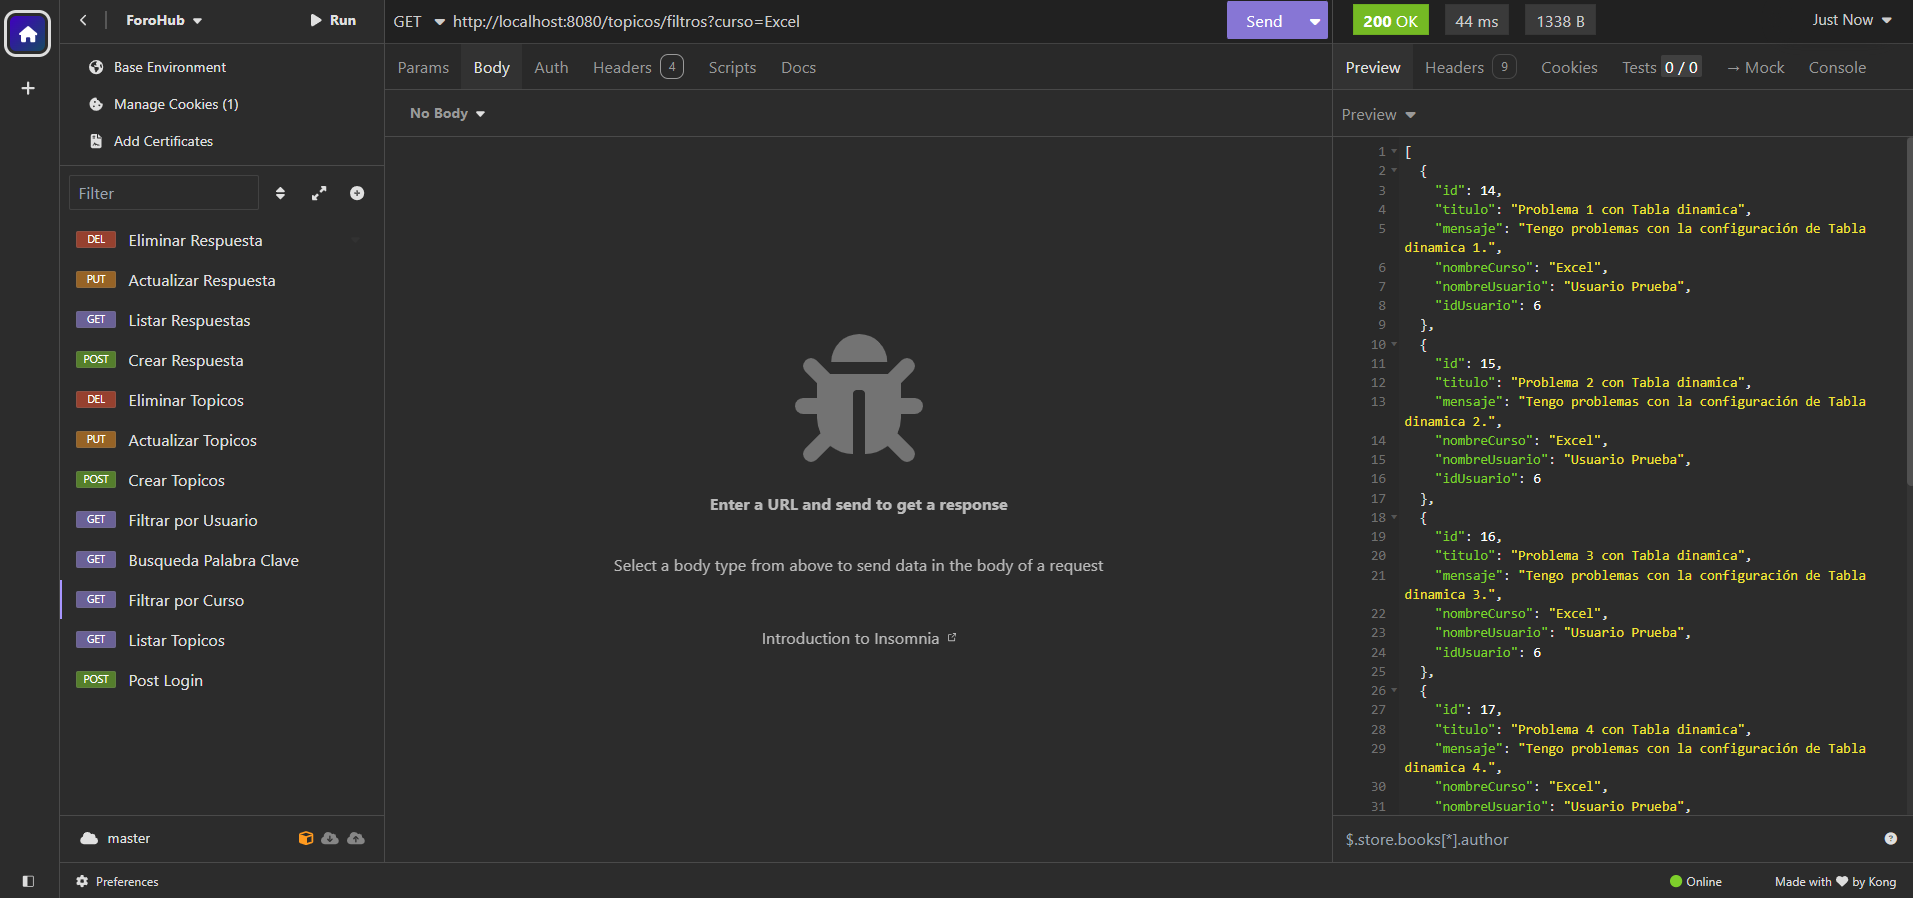 ForoHub
Run
Base Environment
Manage Cookies (1)
Add Certificates
Filter
DEL Eliminar Respuesta
PUT Actualizar Respuesta
GET Listar Respuestas
POST Crear Respuesta
DEL Eliminar Topicos
PUT Actualizar Topicos
POST Crear Topicos
GET Filtrar por Usuario
GET Busqueda Palabra Clave
GET Filtrar por Curso
GET Listar Topicos
POST Post Login
master
Preferences
GET http://localhost:8080/topicos/filtros?curso=Excel Send
Params Body Auth Headers 4 Scripts Docs
No Body
Enter a URL and send to get a response
Select a body type from above to send data in the body of a request
Introduction to Insomnia
200 OK 44 ms 1338 B Just Now
Preview Headers 9 Cookies Tests 0 / 0 → Mock Console
Preview
1 [
2 {
3 "id": 14,
4 "titulo": "Problema 1 con Tabla dinamica",
5 "mensaje": "Tengo problemas con la configuración de Tabla
dinamica 1.",
6 "nombreCurso": "Excel",
7 "nombreUsuario": "Usuario Prueba",
8 "idUsuario": 6
9 },
10 {
11 "id": 15,
12 "titulo": "Problema 2 con Tabla dinamica",
13 "mensaje": "Tengo problemas con la configuración de Tabla
dinamica 2.",
14 "nombreCurso": "Excel",
15 "nombreUsuario": "Usuario Prueba",
16 "idUsuario": 6
17 },
18 {
19 "id": 16,
20 "titulo": "Problema 3 con Tabla dinamica",
21 "mensaje": "Tengo problemas con la configuración de Tabla
dinamica 3.",
22 "nombreCurso": "Excel",
23 "nombreUsuario": "Usuario Prueba",
24 "idUsuario": 6
25 },
26 {
27 "id": 17,
28 "titulo": "Problema 4 con Tabla dinamica",
29 "mensaje": "Tengo problemas con la configuración de Tabla
dinamica 4.",
30 "nombreCurso": "Excel",
31 "nombreUsuario": "Usuario Prueba",
$.store.books[*].author
Online
Made with ♥ by Kong